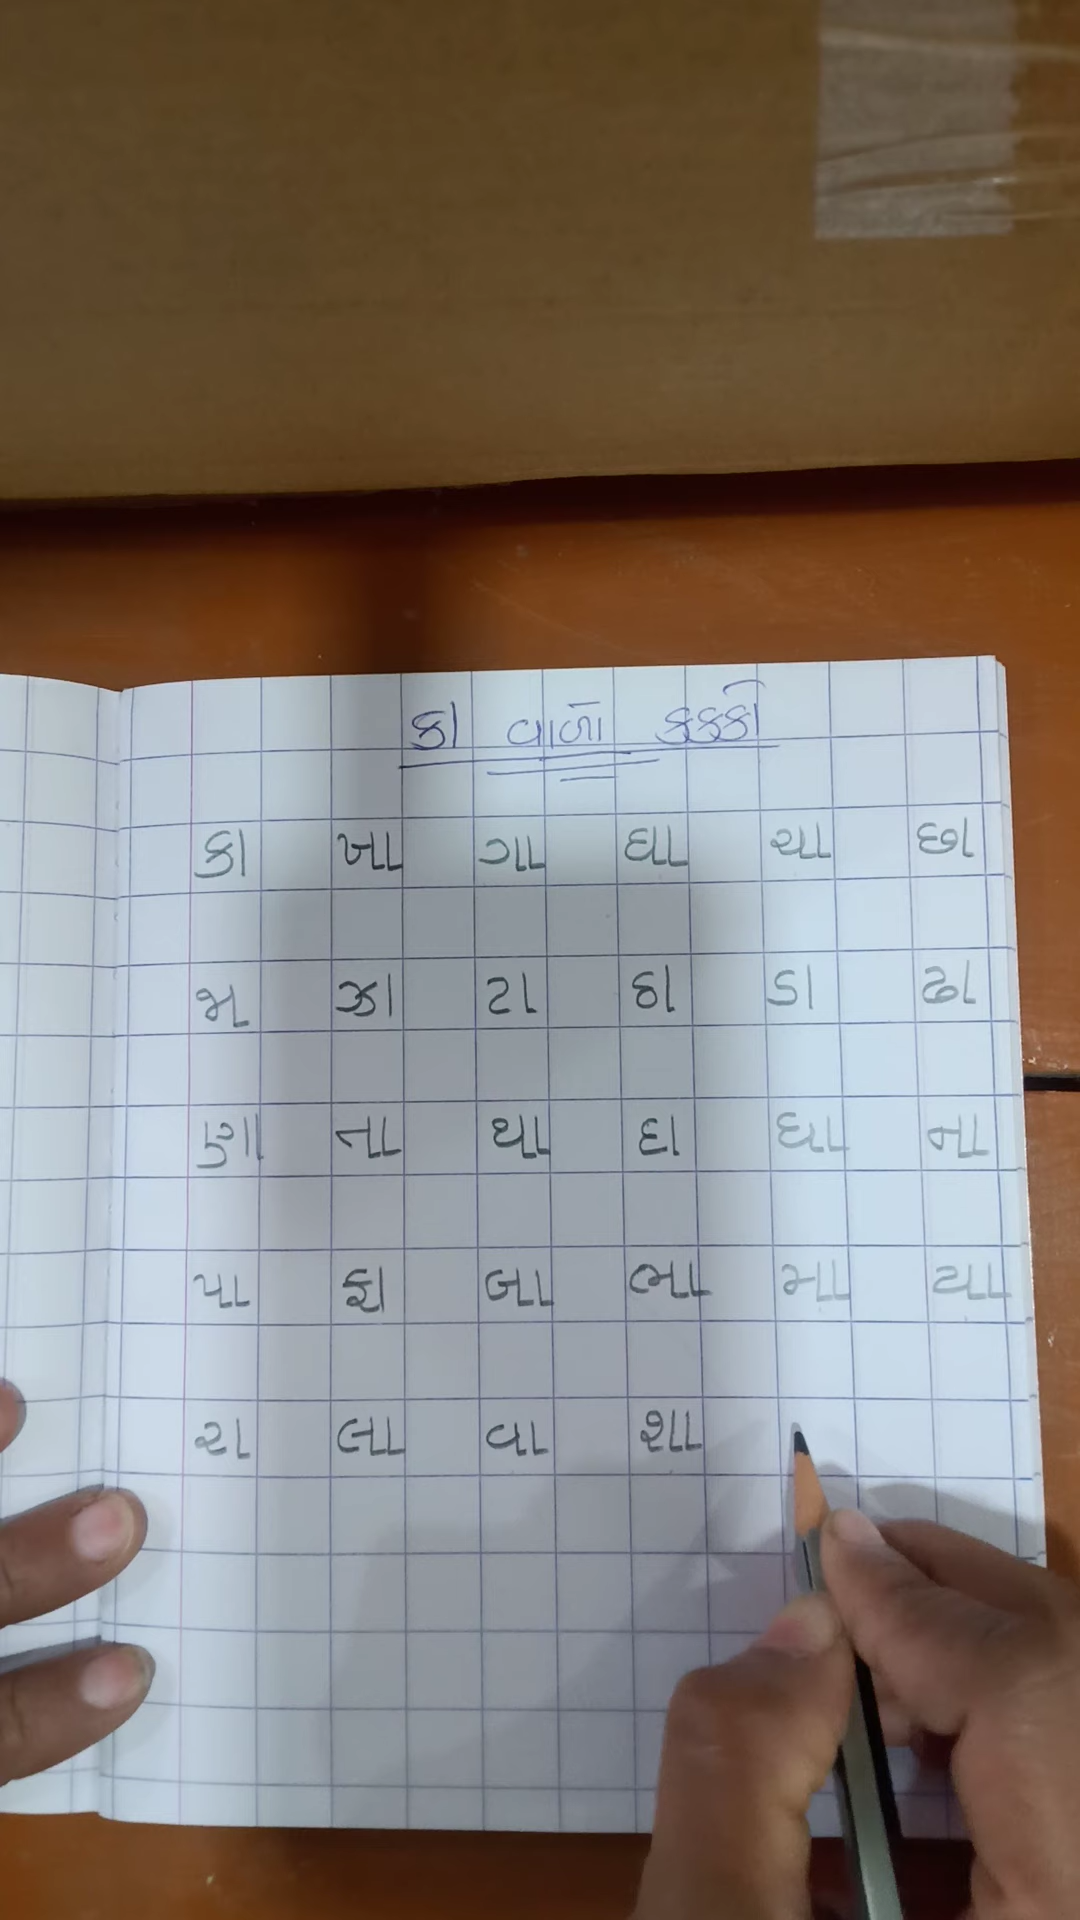 કા વાળો કક્કો
કા ખા ગા ઘા ચા છા
જા ઝા ટા ઠા ડા ઢા
ણા તા થા દા ધા ના
પા ફા બા ભા મા યા
રા લા વા શા